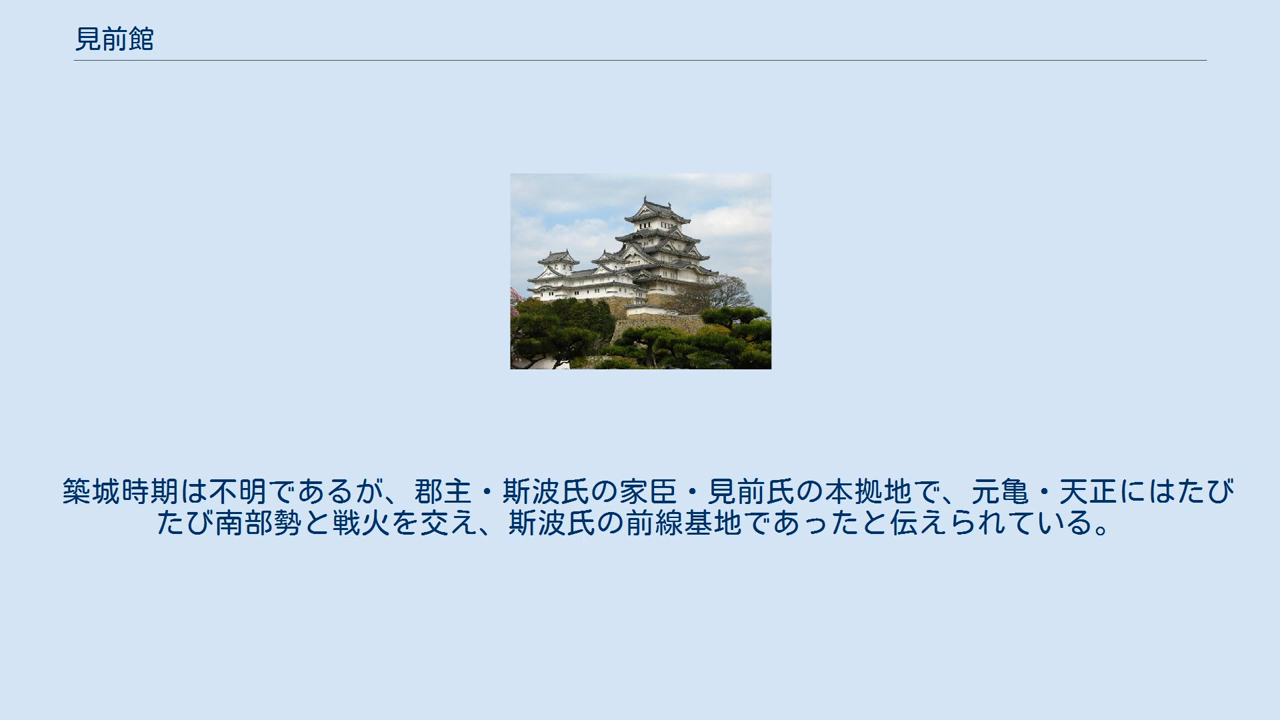 見前館
築城時期は不明であるが、郡主・斯波氏の家臣・見前氏の本拠地で、元亀・天正にはたび
たび南部勢と戦火を交え、斯波氏の前線基地であったと伝えられている。